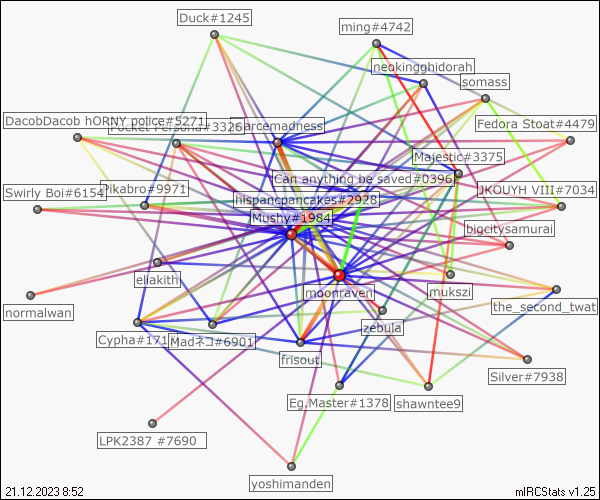 Duck#1245
ming#4742
neokingghidorah
somass
DacobDacob hORNY police#5271
Pocket Persona#3326
arcemadness
Fedora Stoat#4479
Majestic#3375
Can anything be saved#0396
Swirly Boi#6154
Pikabro#9971
hispancpancakes#2928
JKOUYH VIII#7034
Mushy#1984
bigcitysamurai
eliakith
moonraven
mukszi
normalwan
the_second_twat
zebula
Cypha#171
Madネコ#6901
frisout
Silver#7938
Eg.Master#1378
shawntee9
LPK2387 #7690
yoshimanden
21.12.2023 8:52
mIRCStats v1.25